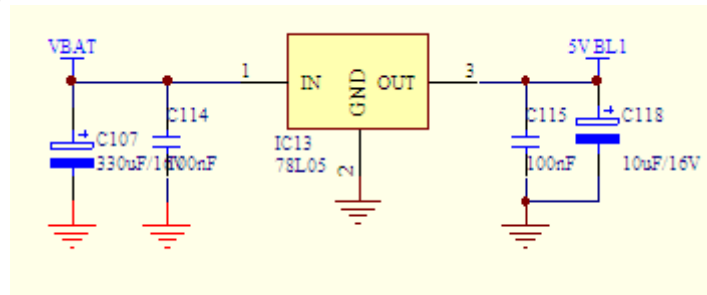 VBAT
5VBL1
1
IN
GND
OUT
3
C107
330uF/16V
C114
100nF
IC13
78L05
2
C115
100nF
C118
10uF/16V